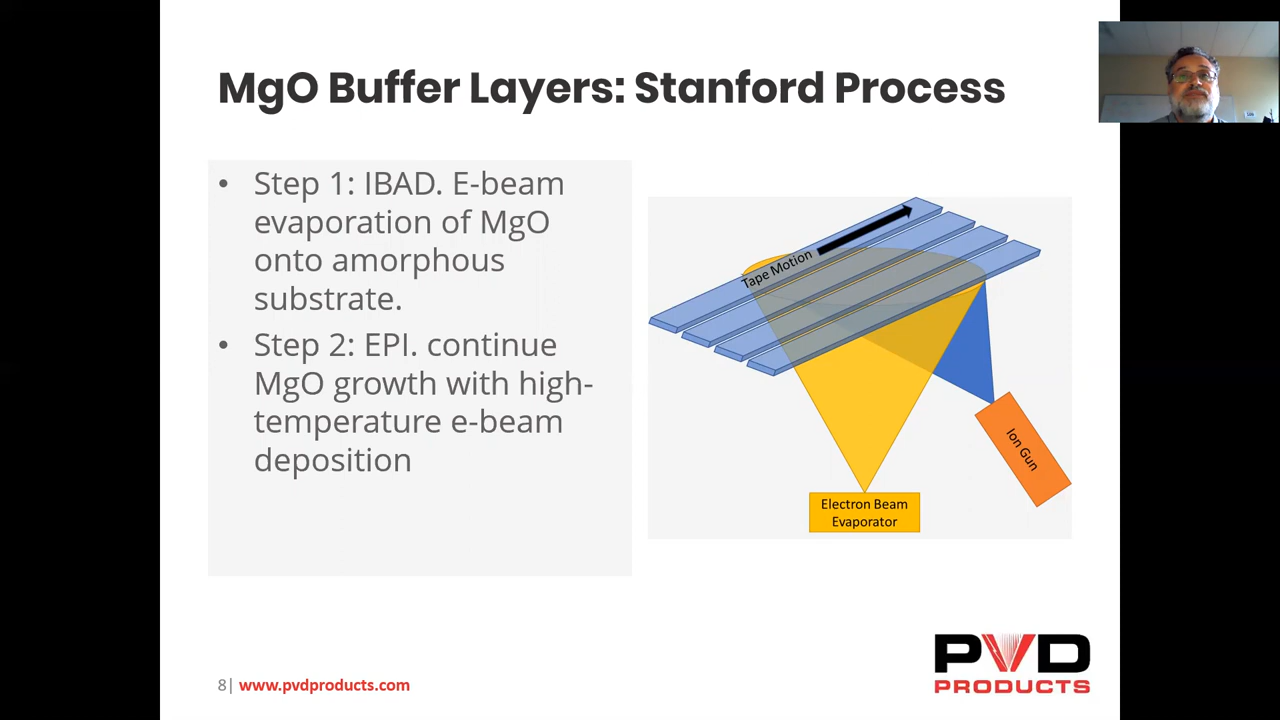 MgO Buffer Layers: Stanford Process
• Step 1: IBAD. E-beam
evaporation of MgO
onto amorphous
substrate.
• Step 2: EPI. continue
MgO growth with high-
temperature e-beam
deposition
Tape Motion
Ion Gun
Electron Beam
Evaporator
8| www.pvdproducts.com
PVD
PRODUCTS